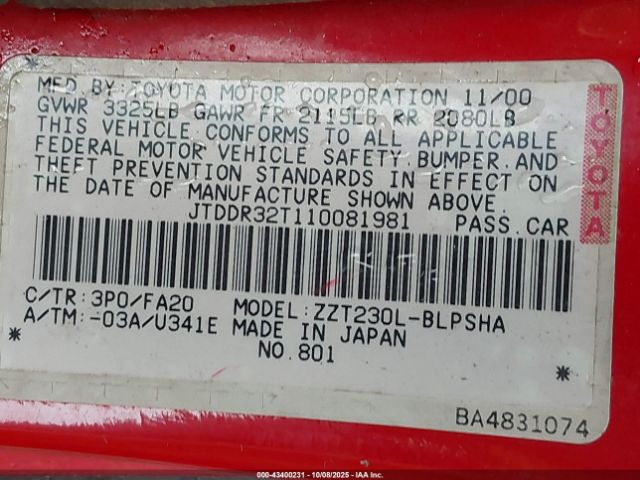 MFD BY: TOYOTA MOTOR CORPORATION 11/00
GVWR 3325LB GAWR FR 2115LB RR 2080LB
THIS VEHICLE CONFORMS TO ALL APPLICABLE
FEDERAL MOTOR VEHICLE SAFETY, BUMPER, AND
THEFT PREVENTION STANDARDS IN EFFECT ON
THE DATE OF MANUFACTURE SHOWN ABOVE.
JTDDR32T110081981 PASS.CAR
TOYOTA
C/TR:3P0/FA20 MODEL:ZZT230L-BLPSHA
A/TM:-03A/U341E MADE IN JAPAN
* NO.801 *
BA4831074
000-43400231 - 10/08/2025 - IAA Inc.